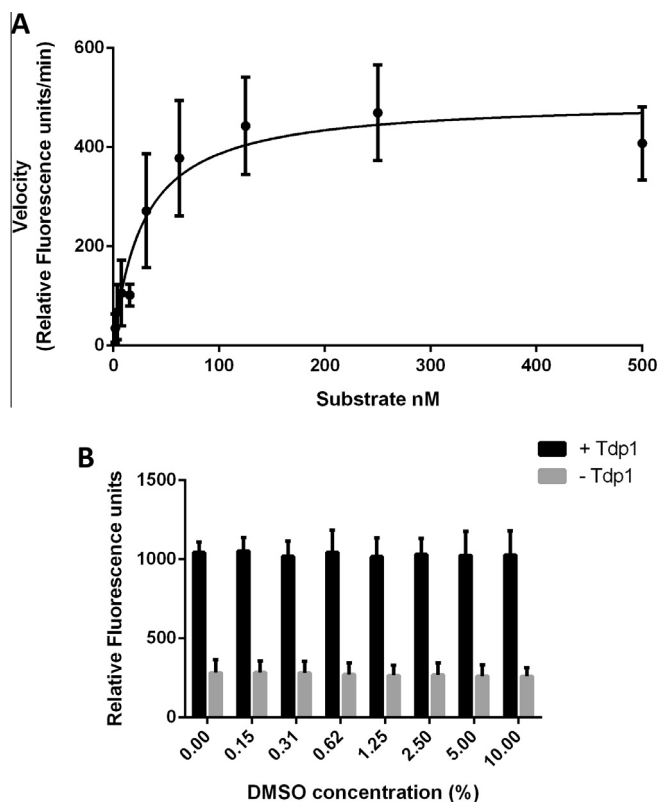 A
600
400
200
0
Velocity
(Relative Fluorescence units/min)
0 100 200 300 400 500
Substrate nM
B
+ Tdp1
- Tdp1
1500
1000
500
0
Relative Fluorescence units
0.00 0.15 0.31 0.62 1.25 2.50 5.00 10.00
DMSO concentration (%)